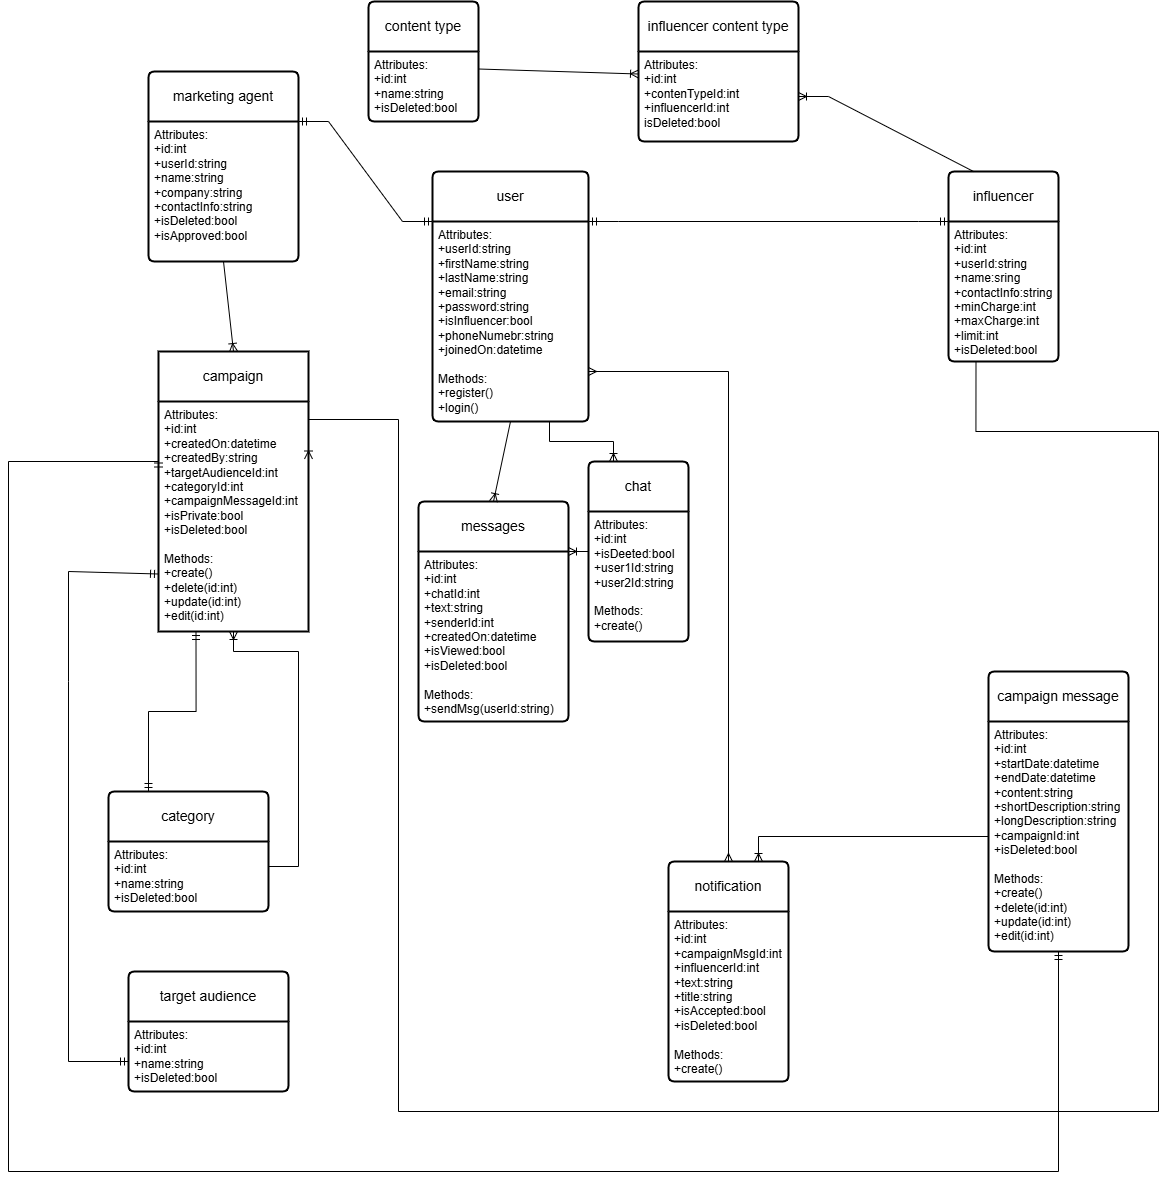 content type
Attributes:
+id:int
+name:string
+isDeleted:bool
influencer content type
Attributes:
+id:int
+contenTypeId:int
+influencerId:int
isDeleted:bool
marketing agent
Attributes:
+id:int
+userId:string
+name:string
+company:string
+contactInfo:string
+isDeleted:bool
+isApproved:bool
user
Attributes:
+userId:string
+firstName:string
+lastName:string
+email:string
+password:string
+isInfluencer:bool
+phoneNumebr:string
+joinedOn:datetime
Methods:
+register()
+login()
influencer
Attributes:
+id:int
+userId:string
+name:sring
+contactInfo:string
+minCharge:int
+maxCharge:int
+limit:int
+isDeleted:bool
campaign
Attributes:
+id:int
+createdOn:datetime
+createdBy:string
+targetAudienceId:int
+categoryId:int
+campaignMessageId:int
+isPrivate:bool
+isDeleted:bool
Methods:
+create()
+delete(id:int)
+update(id:int)
+edit(id:int)
messages
Attributes:
+id:int
+chatId:int
+text:string
+senderId:int
+createdOn:datetime
+isViewed:bool
+isDeleted:bool
Methods:
+sendMsg(userId:string)
chat
Attributes:
+id:int
+isDeeted:bool
+user1Id:string
+user2Id:string
Methods:
+create()
campaign message
Attributes:
+id:int
+startDate:datetime
+endDate:datetime
+content:string
+shortDescription:string
+longDescription:string
+campaignId:int
+isDeleted:bool
Methods:
+create()
+delete(id:int)
+update(id:int)
+edit(id:int)
category
Attributes:
+id:int
+name:string
+isDeleted:bool
notification
Attributes:
+id:int
+campaignMsgId:int
+influencerId:int
+text:string
+title:string
+isAccepted:bool
+isDeleted:bool
Methods:
+create()
target audience
Attributes:
+id:int
+name:string
+isDeleted:bool